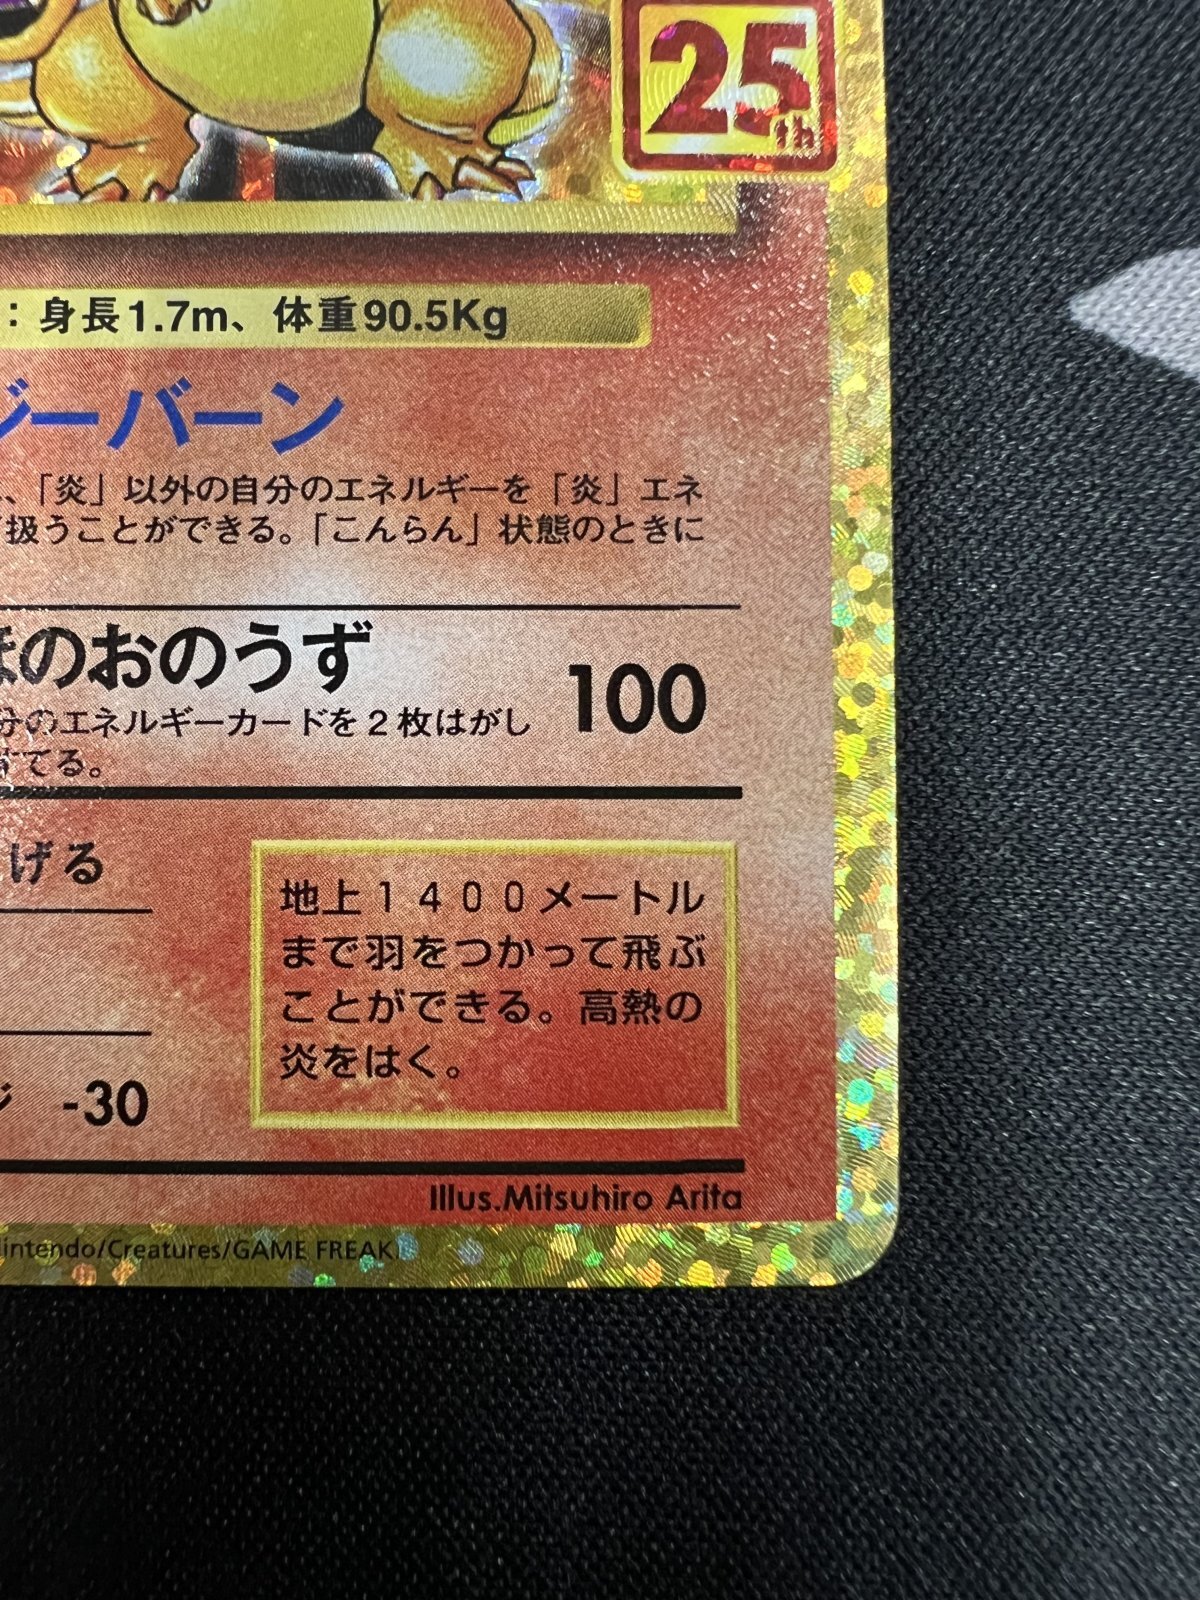 25th
：身長1.7m、体重90.5Kg
ジーバーン
、「炎」以外の自分のエネルギーを「炎」エネ
扱うことができる。「こんらん」状態のときに
ほのおのうず
100
分のエネルギーカードを2枚はがし
すてる。
げる
地上1400メートル
まで羽をつかって飛ぶ
ことができる。高熱の
炎をはく。
-30
Illus.Mitsuhiro Arita
Nintendo/Creatures/GAME FREAK